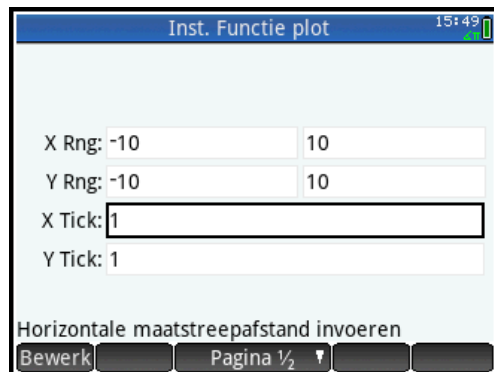 Inst. Functie plot 15:49
∡π
X Rng: -10 10
Y Rng: -10 10
X Tick: 1
Y Tick: 1
Horizontale maatstreepafstand invoeren
Bewerk Pagina ½